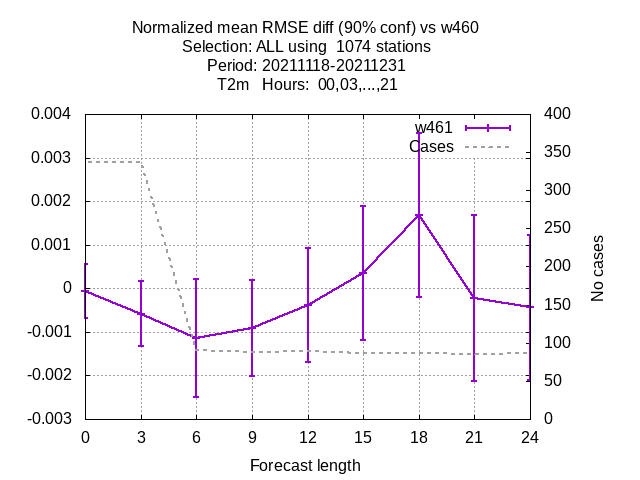 Normalized mean RMSE diff (90% conf) vs w460
Selection: ALL using  1074 stations
Period: 20211118-20211231
T2m   Hours:  00,03,...,21
0.004
0.003
0.002
0.001
0
-0.001
-0.002
-0.003
w461
Cases
400
350
300
250
200
150
100
50
0
No cases
0 3 6 9 12 15 18 21 24
Forecast length